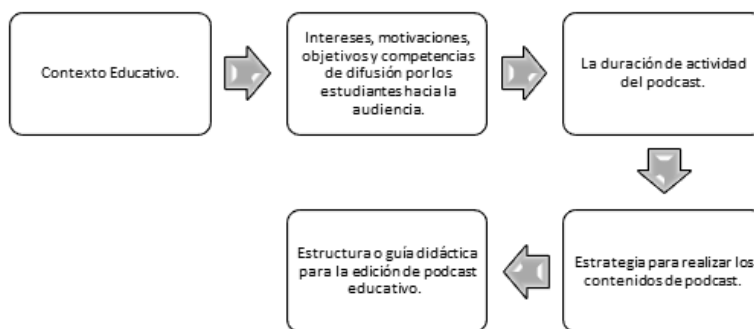 Contexto Educativo.
Intereses, motivaciones,
objetivos y competencias
de difusión por los
estudiantes hacia la
audiencia.
La duración de actividad
del podcast.
Estrategia para realizar los
contenidos de podcast.
Estructura o guía didáctica
para la edición de podcast
educativo.